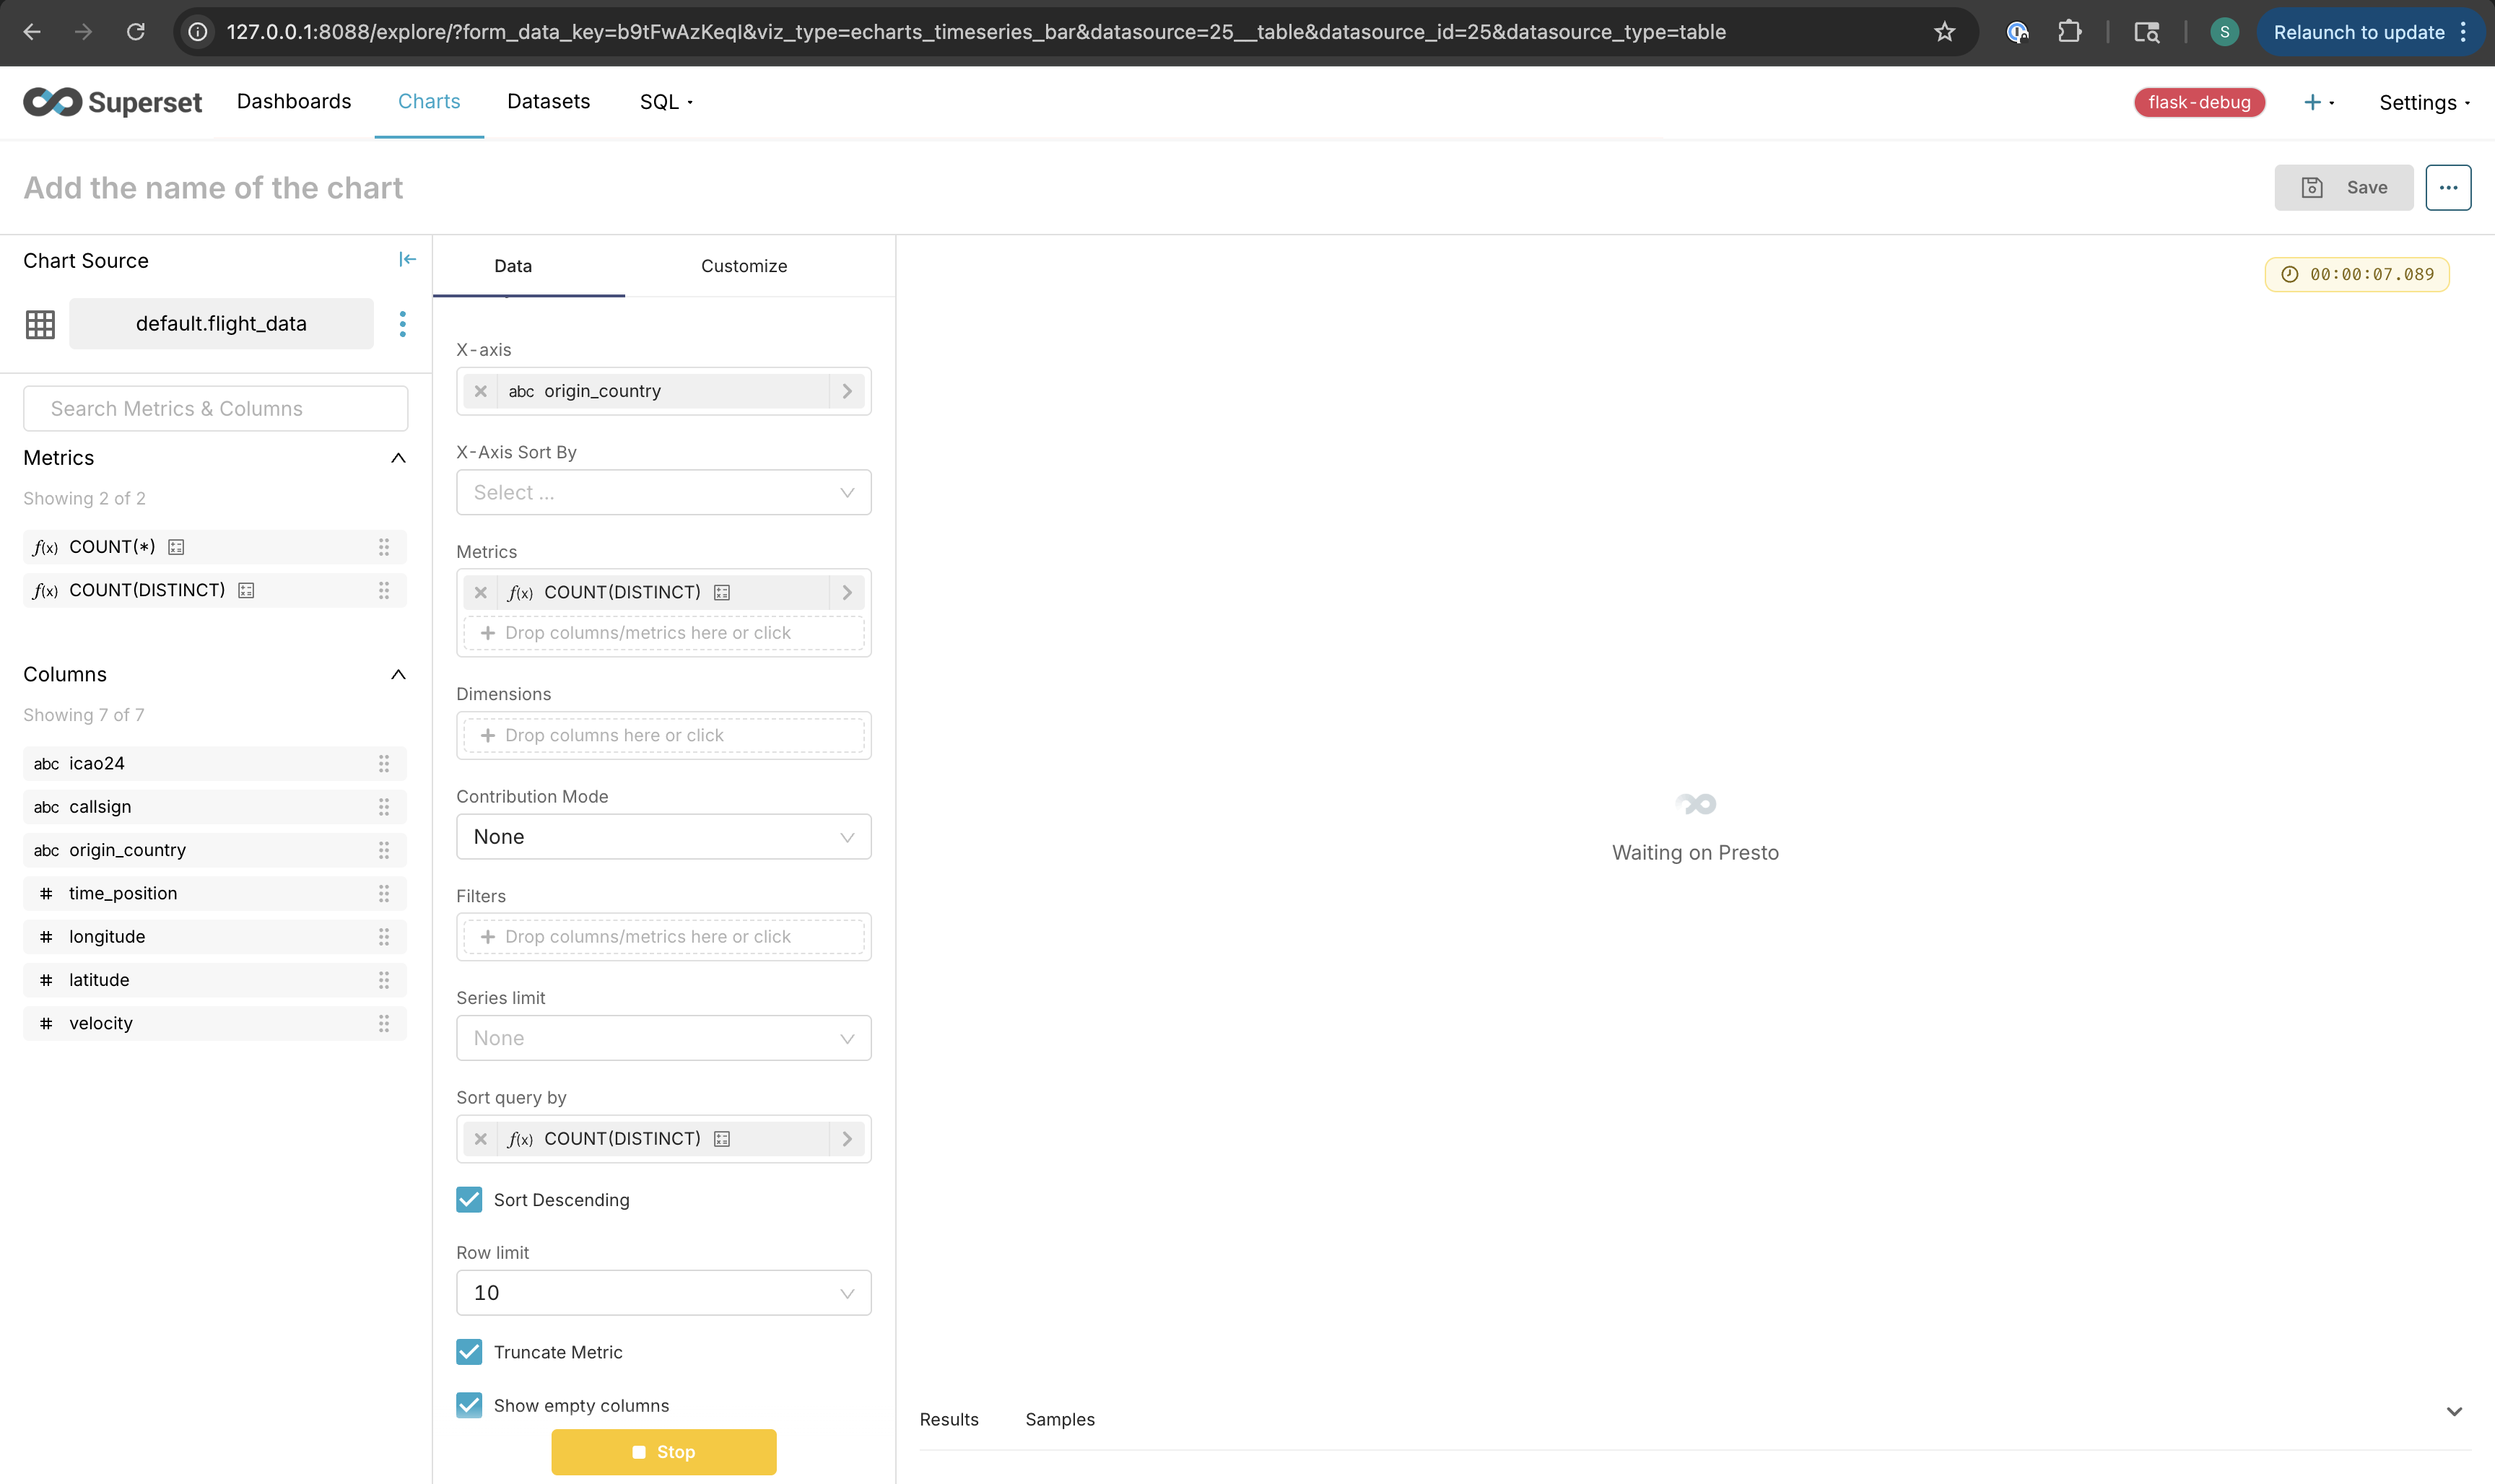 127.0.0.1:8088/explore/?form_data_key=b9tFwAzKeqI&viz_type=echarts_timeseries_bar&datasource=25__table&datasource_id=25&datasource_type=table
S
Relaunch to update
Superset
Dashboards
Charts
Datasets
SQL
flask-debug
Settings
Add the name of the chart
Save
Chart Source
default.flight_data
Search Metrics & Columns
Metrics
Showing 2 of 2
f(x) COUNT(*)
f(x) COUNT(DISTINCT)
Columns
Showing 7 of 7
abc icao24
abc callsign
abc origin_country
# time_position
# longitude
# latitude
# velocity
Data
Customize
X-axis
abc origin_country
X-Axis Sort By
Select ...
Metrics
f(x) COUNT(DISTINCT)
Drop columns/metrics here or click
Dimensions
Drop columns here or click
Contribution Mode
None
Filters
Drop columns/metrics here or click
Series limit
None
Sort query by
f(x) COUNT(DISTINCT)
Sort Descending
Row limit
10
Truncate Metric
Show empty columns
Stop
00:00:07.089
Waiting on Presto
Results
Samples